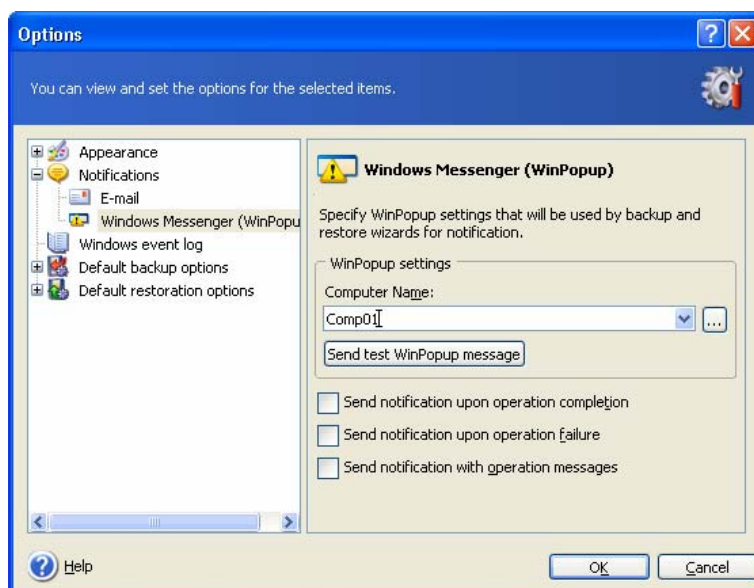 Options
You can view and set the options for the selected items.
Appearance
Notifications
E-mail
Windows Messenger (WinPopu
Windows event log
Default backup options
Default restoration options
Windows Messenger (WinPopup)
Specify WinPopup settings that will be used by backup and
restore wizards for notification.
WinPopup settings
Computer Name:
Comp01
...
Send test WinPopup message
Send notification upon operation completion
Send notification upon operation failure
Send notification with operation messages
Help
OK
Cancel